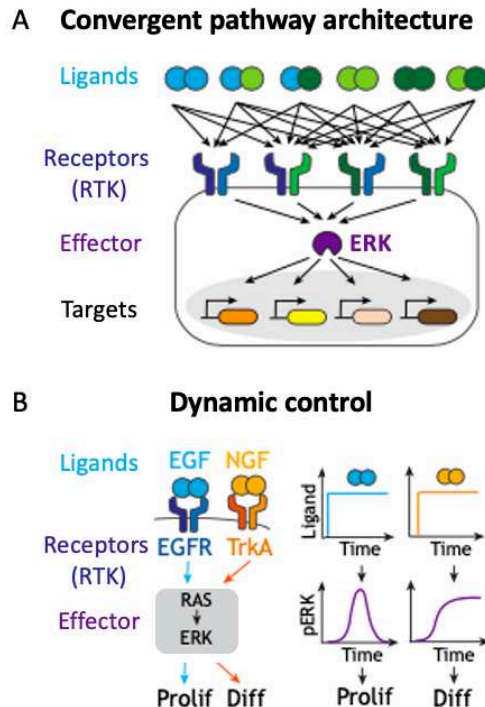 A Convergent pathway architecture
Ligands
Receptors
(RTK)
Effector
ERK
Targets
B Dynamic control
Ligands
EGF NGF
Receptors
(RTK)
EGFR TrkA
Effector
RAS
ERK
Prolif Diff
Ligand
Time Time
pERK
Time Time
Prolif Diff